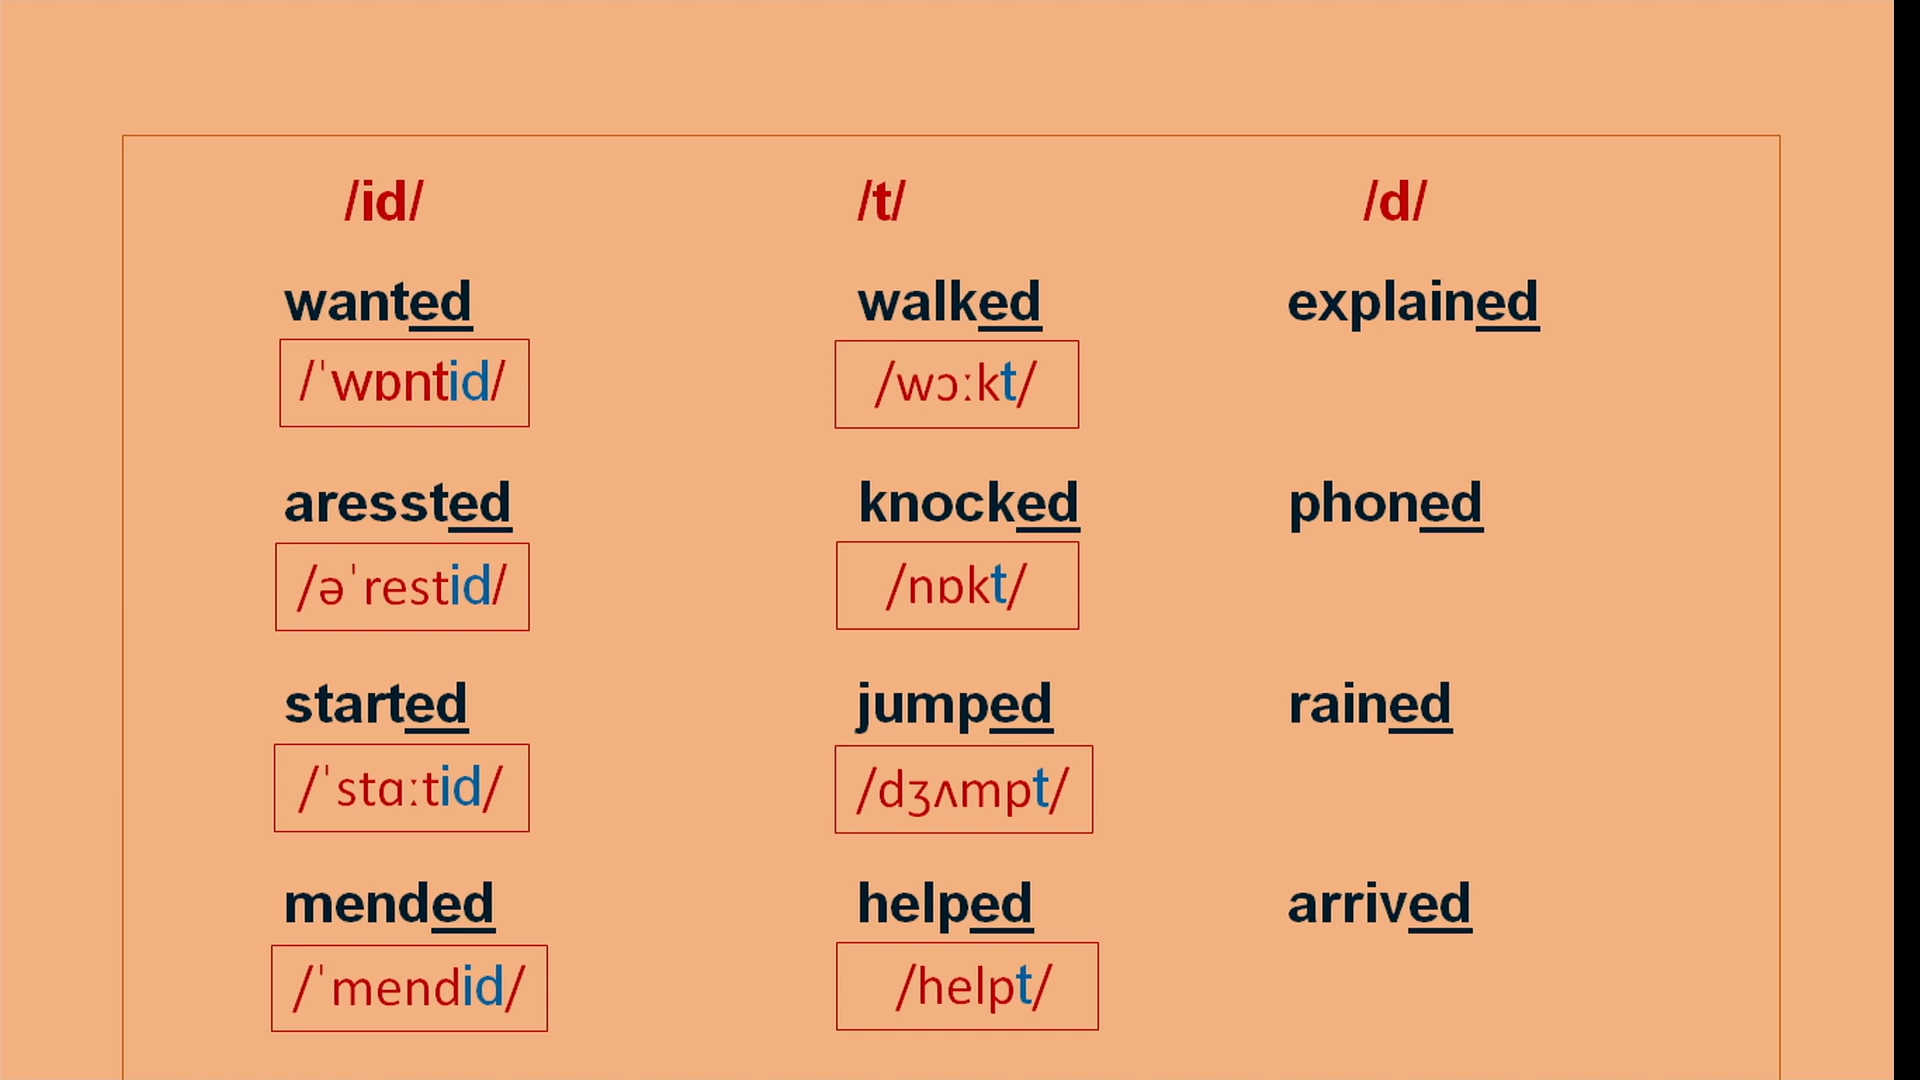 /id/ /t/ /d/
wanted walked explained
/ˈwɒntid/ /wɔːkt/
aressted knocked phoned
/əˈrestid/ /nɒkt/
started jumped rained
/ˈstɑːtid/ /dʒʌmpt/
mended helped arrived
/ˈmendid/ /helpt/